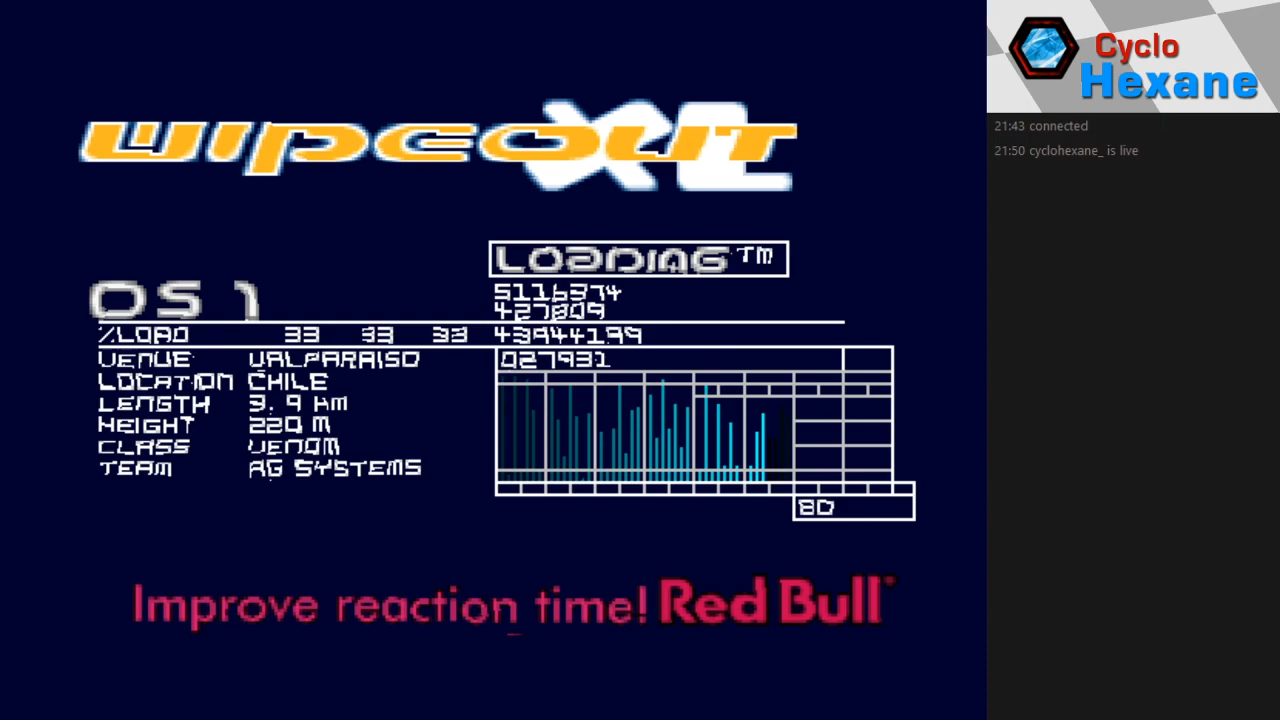 wipeout XL
LOADING™
OS 1
5116374
427809
%LOAD 33 33 33 43944199
VENUE VALPARAISO 027931
LOCATION CHILE
LENGTH 3.9 km
HEIGHT 220 M
CLASS VENOM
TEAM AG SYSTEMS
8D
Improve reaction time! Red Bull
Cyclo
Hexane
21:43 connected
21:50 cyclohexane_ is live